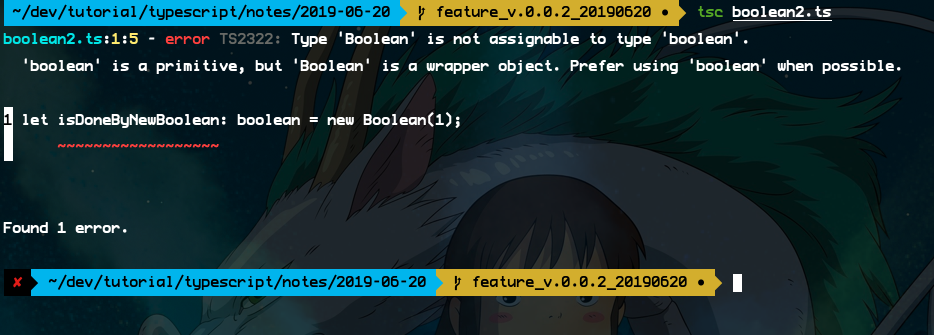 ~/dev/tutorial/typescript/notes/2019-06-20 feature_v.0.0.2_20190620 • tsc boolean2.ts
boolean2.ts:1:5 - error TS2322: Type 'Boolean' is not assignable to type 'boolean'.
'boolean' is a primitive, but 'Boolean' is a wrapper object. Prefer using 'boolean' when possible.
1 let isDoneByNewBoolean: boolean = new Boolean(1);
~~~~~~~~~~~~~~~~~~
Found 1 error.
✘ ~/dev/tutorial/typescript/notes/2019-06-20 feature_v.0.0.2_20190620 •